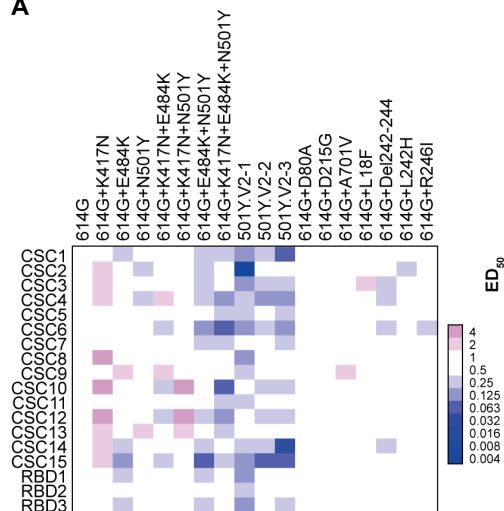 A
614G
614G+K417N
614G+E484K
614G+N501Y
614G+K417N+E484K
614G+K417N+N501Y
614G+E484K+N501Y
614G+K417N+E484K+N501Y
501Y.V2-1
501Y.V2-2
501Y.V2-3
614G+D80A
614G+D215G
614G+A701V
614G+L18F
614G+Del242-244
614G+L242H
614G+R246I
CSC1
CSC2
CSC3
CSC4
CSC5
CSC6
CSC7
CSC8
CSC9
CSC10
CSC11
CSC12
CSC13
CSC14
CSC15
RBD1
RBD2
RBD3
ED50
4
2
1
0.5
0.25
0.125
0.063
0.032
0.016
0.008
0.004